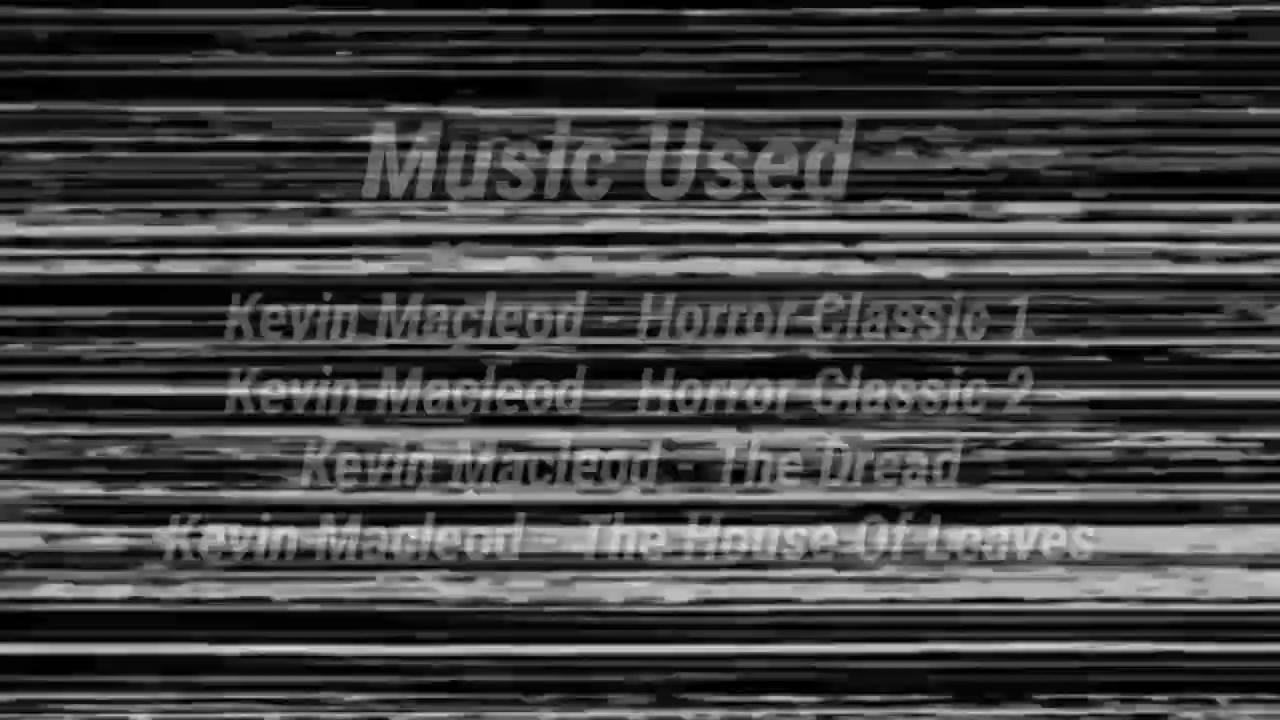 Music Used
Kevin Macleod - Horror Classic 1
Kevin Macleod - Horror Classic 2
Kevin Macleod - The Dread
Kevin Macleod - The House Of Leaves